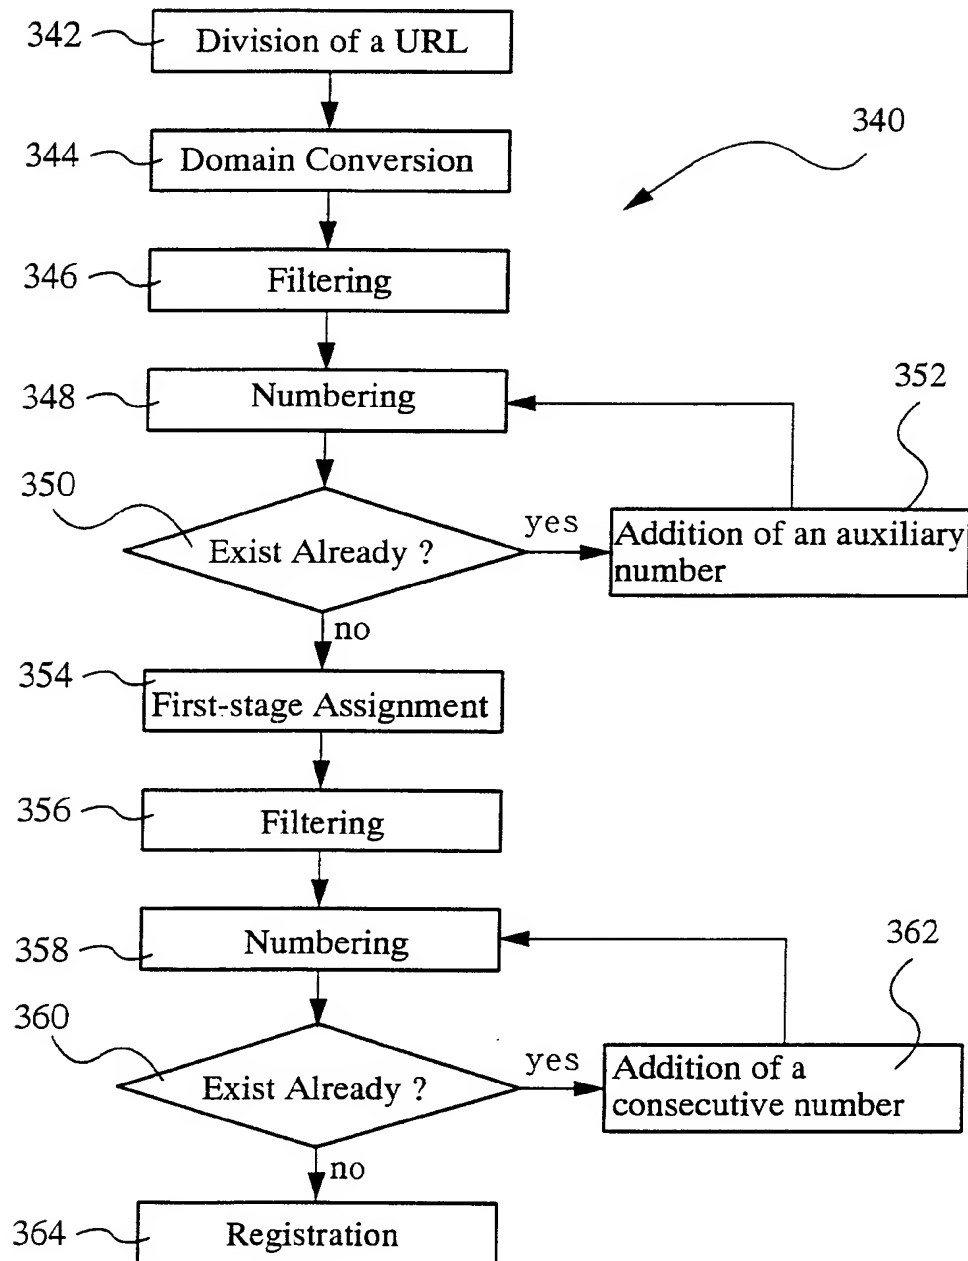 342
Division of a URL
340
344
Domain Conversion
346
Filtering
348
Numbering
352
350
Exist Already ?
yes
Addition of an auxiliary
number
no
354
First-stage Assignment
356
Filtering
358
Numbering
362
360
Exist Already ?
yes
Addition of a
consecutive number
no
364
Registration